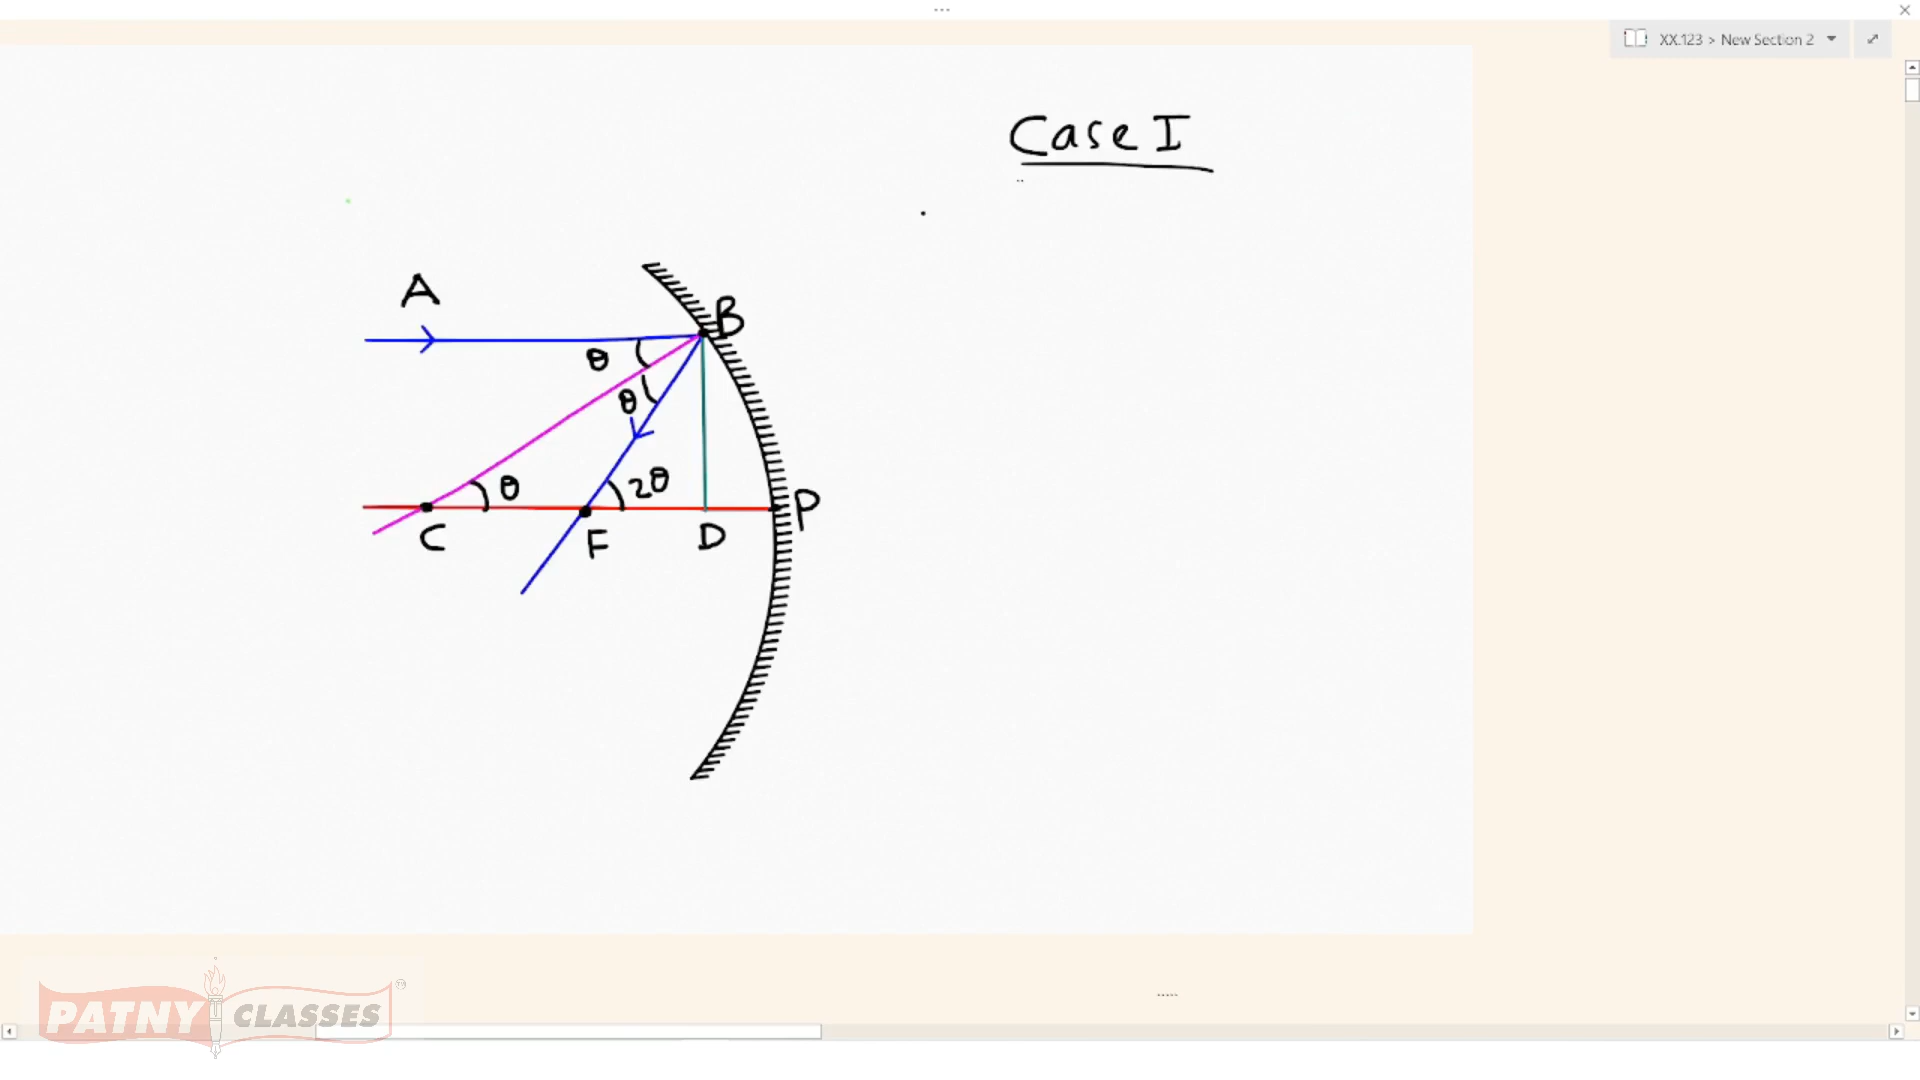 XX.123 > New Section 2
Case I
A
B
θ
θ
θ
2θ
P
C
F
D
PATNY CLASSES